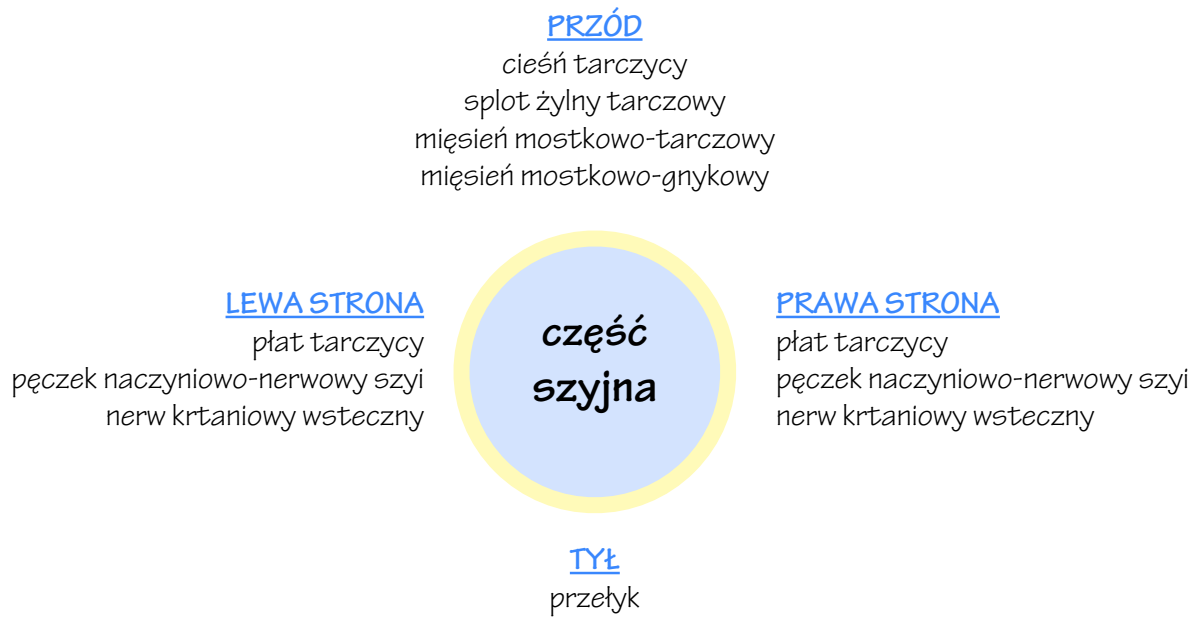 PRZÓD
cieśń tarczycy
splot żylny tarczowy
mięsień mostkowo-tarczowy
mięsień mostkowo-gnykowy
LEWA STRONA
płat tarczycy
pęczek naczyniowo-nerwowy szyi
nerw krtaniowy wsteczny
część
szyjna
PRAWA STRONA
płat tarczycy
pęczek naczyniowo-nerwowy szyi
nerw krtaniowy wsteczny
TYŁ
przełyk